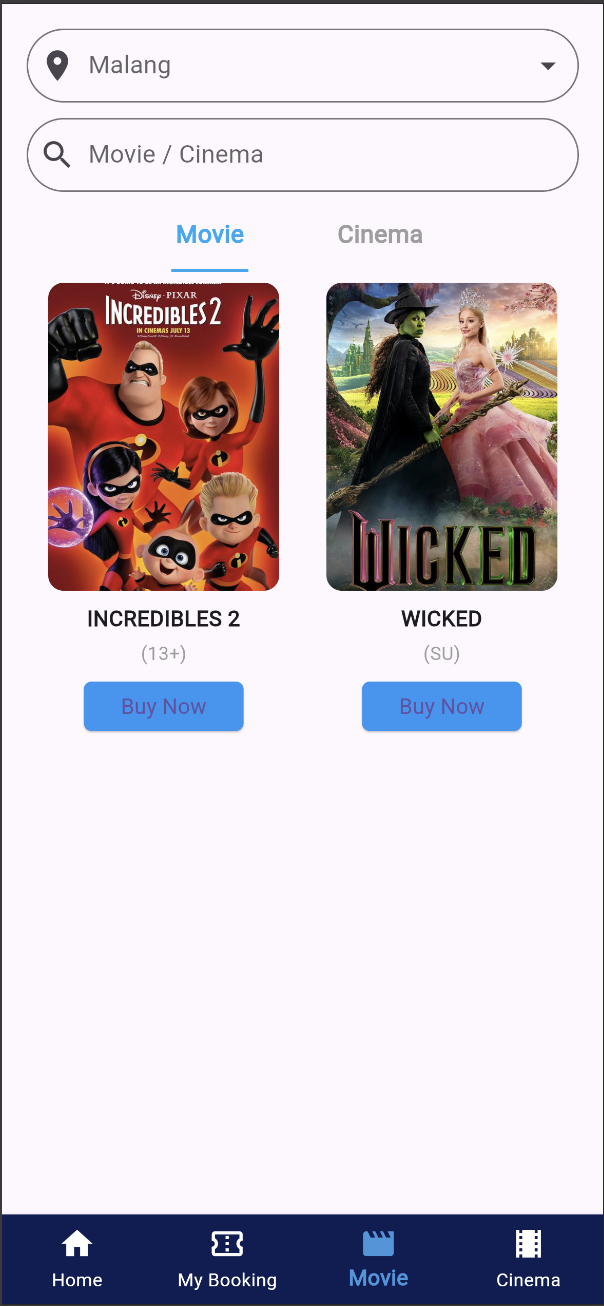 Malang
Movie / Cinema
Movie Cinema
Disney · PIXAR
INCREDIBLES 2
IN CINEMAS JULY 13
WICKED
INCREDIBLES 2 WICKED
(13+) (SU)
Buy Now Buy Now
Home My Booking Movie Cinema